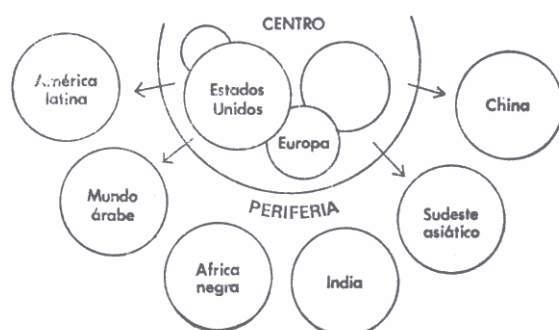 CENTRO
América
latina
Estados
Unidos
China
Europa
Mundo
árabe
PERIFERIA
Sudeste
asiático
Africa
negra
India